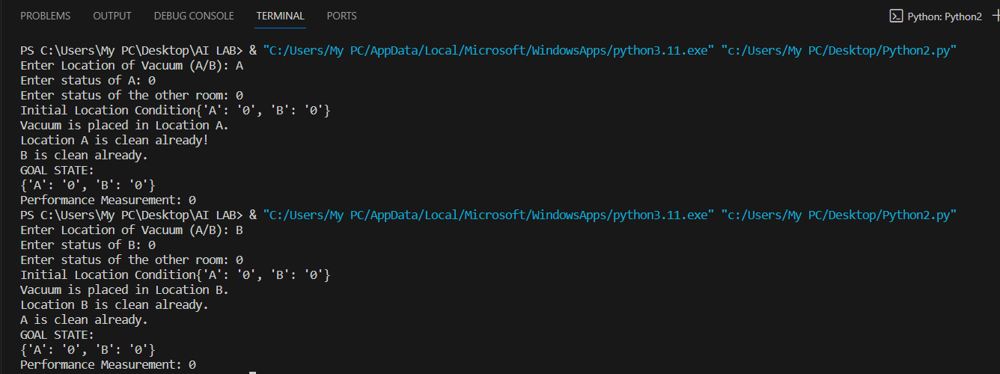 PROBLEMS OUTPUT DEBUG CONSOLE TERMINAL PORTS Python: Python2
PS C:\Users\My PC\Desktop\AI LAB> & "C:/Users/My PC/AppData/Local/Microsoft/WindowsApps/python3.11.exe" "c:/Users/My PC/Desktop/Python2.py"
Enter Location of Vacuum (A/B): A
Enter status of A: 0
Enter status of the other room: 0
Initial Location Condition{'A': '0', 'B': '0'}
Vacuum is placed in Location A.
Location A is clean already!
B is clean already.
GOAL STATE:
{'A': '0', 'B': '0'}
Performance Measurement: 0
PS C:\Users\My PC\Desktop\AI LAB> & "C:/Users/My PC/AppData/Local/Microsoft/WindowsApps/python3.11.exe" "c:/Users/My PC/Desktop/Python2.py"
Enter Location of Vacuum (A/B): B
Enter status of B: 0
Enter status of the other room: 0
Initial Location Condition{'A': '0', 'B': '0'}
Vacuum is placed in Location B.
Location B is clean already.
A is clean already.
GOAL STATE:
{'A': '0', 'B': '0'}
Performance Measurement: 0